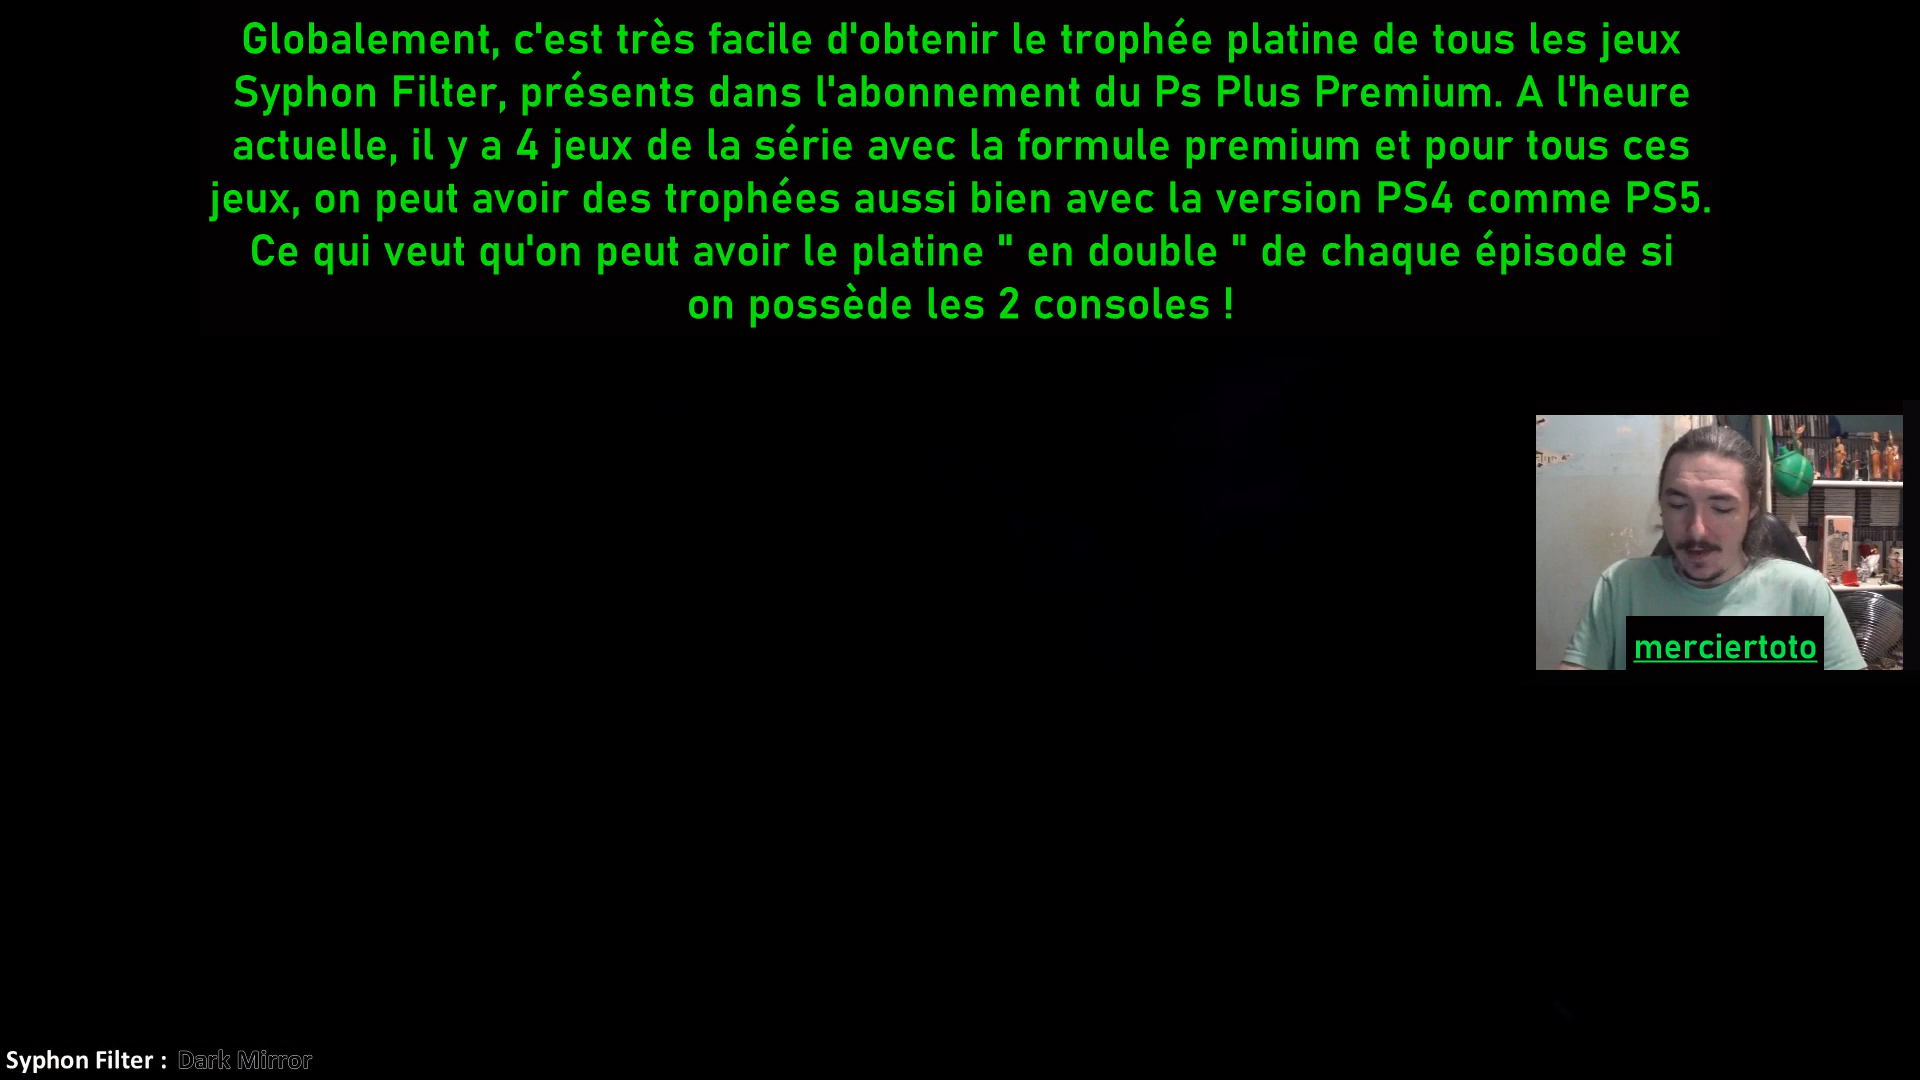 Globalement, c'est très facile d'obtenir le trophée platine de tous les jeux
Syphon Filter, présents dans l'abonnement du Ps Plus Premium. A l'heure
actuelle, il y a 4 jeux de la série avec la formule premium et pour tous ces
jeux, on peut avoir des trophées aussi bien avec la version PS4 comme PS5.
Ce qui veut qu'on peut avoir le platine " en double " de chaque épisode si
on possède les 2 consoles !
merciertoto
Syphon Filter : Dark Mirror